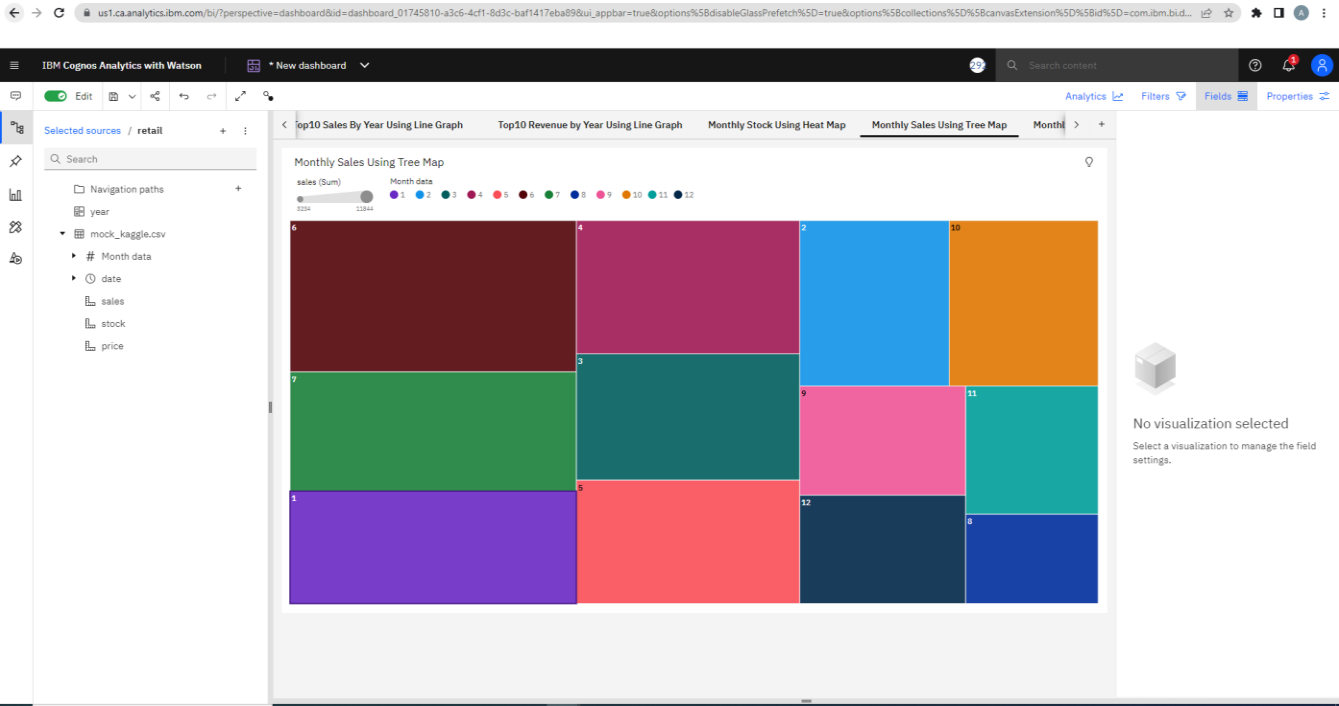 us1.ca.analytics.ibm.com/bi/?perspective=dashboard&id=dashboard_01745810-a3c6-4cf1-8d3c-baf1417eba89&ui_appbar=true&options%5BdisableGlassPrefetch%5D=true&options%5Bcollections%5D%5BcanvasExtension%5D%5Bid%5D=com.ibm.bi.d... A
IBM Cognos Analytics with Watson * New dashboard Search content 1
Edit Analytics Filters Fields Properties
Selected sources / retail + Top10 Sales By Year Using Line Graph Top10 Revenue by Year Using Line Graph Monthly Stock Using Heat Map Monthly Sales Using Tree Map Monthl +
Search
Navigation paths +
year
mock_kaggle.csv
# Month data
date
sales
stock
price
Monthly Sales Using Tree Map
sales (Sum) Month data
1 2 3 4 5 6 7 8 9 10 11 12
3234 11844
6 4 2 10
3
7
9 11
5
1
12
8
No visualization selected
Select a visualization to manage the field
settings.